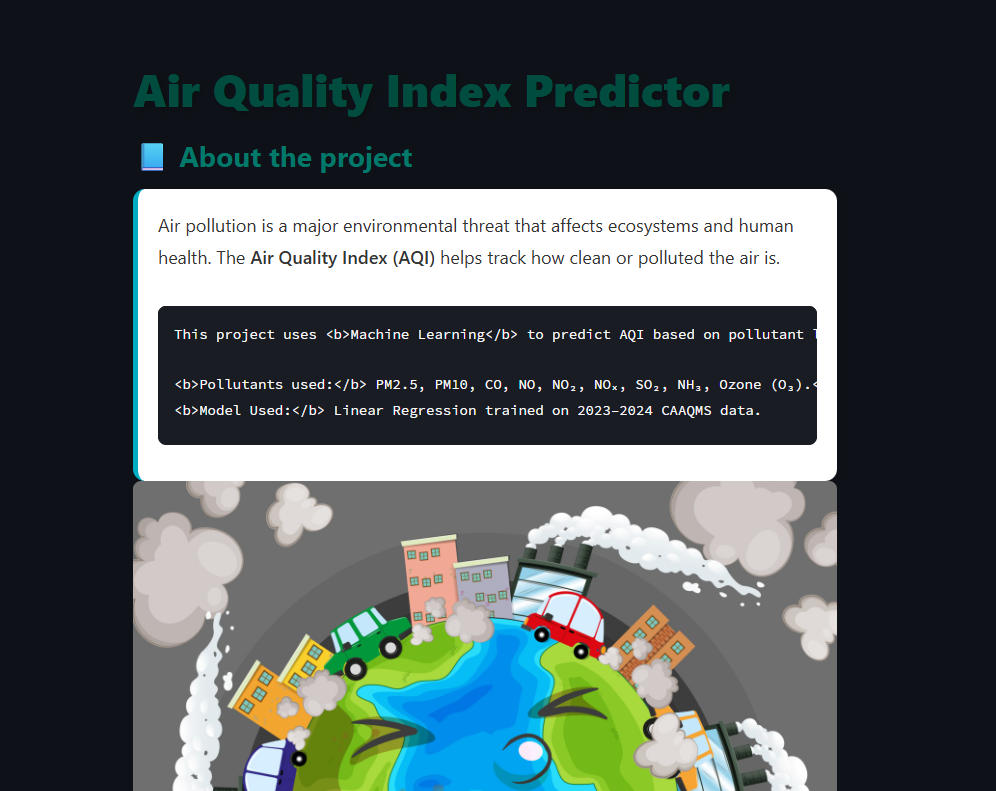 Air Quality Index Predictor
About the project
Air pollution is a major environmental threat that affects ecosystems and human
health. The Air Quality Index (AQI) helps track how clean or polluted the air is.
This project uses <b>Machine Learning</b> to predict AQI based on pollutant
<b>Pollutants used:</b> PM2.5, PM10, CO, NO, NO₂, NOₓ, SO₂, NH₃, Ozone (O₃).<
<b>Model Used:</b> Linear Regression trained on 2023–2024 CAAQMS data.